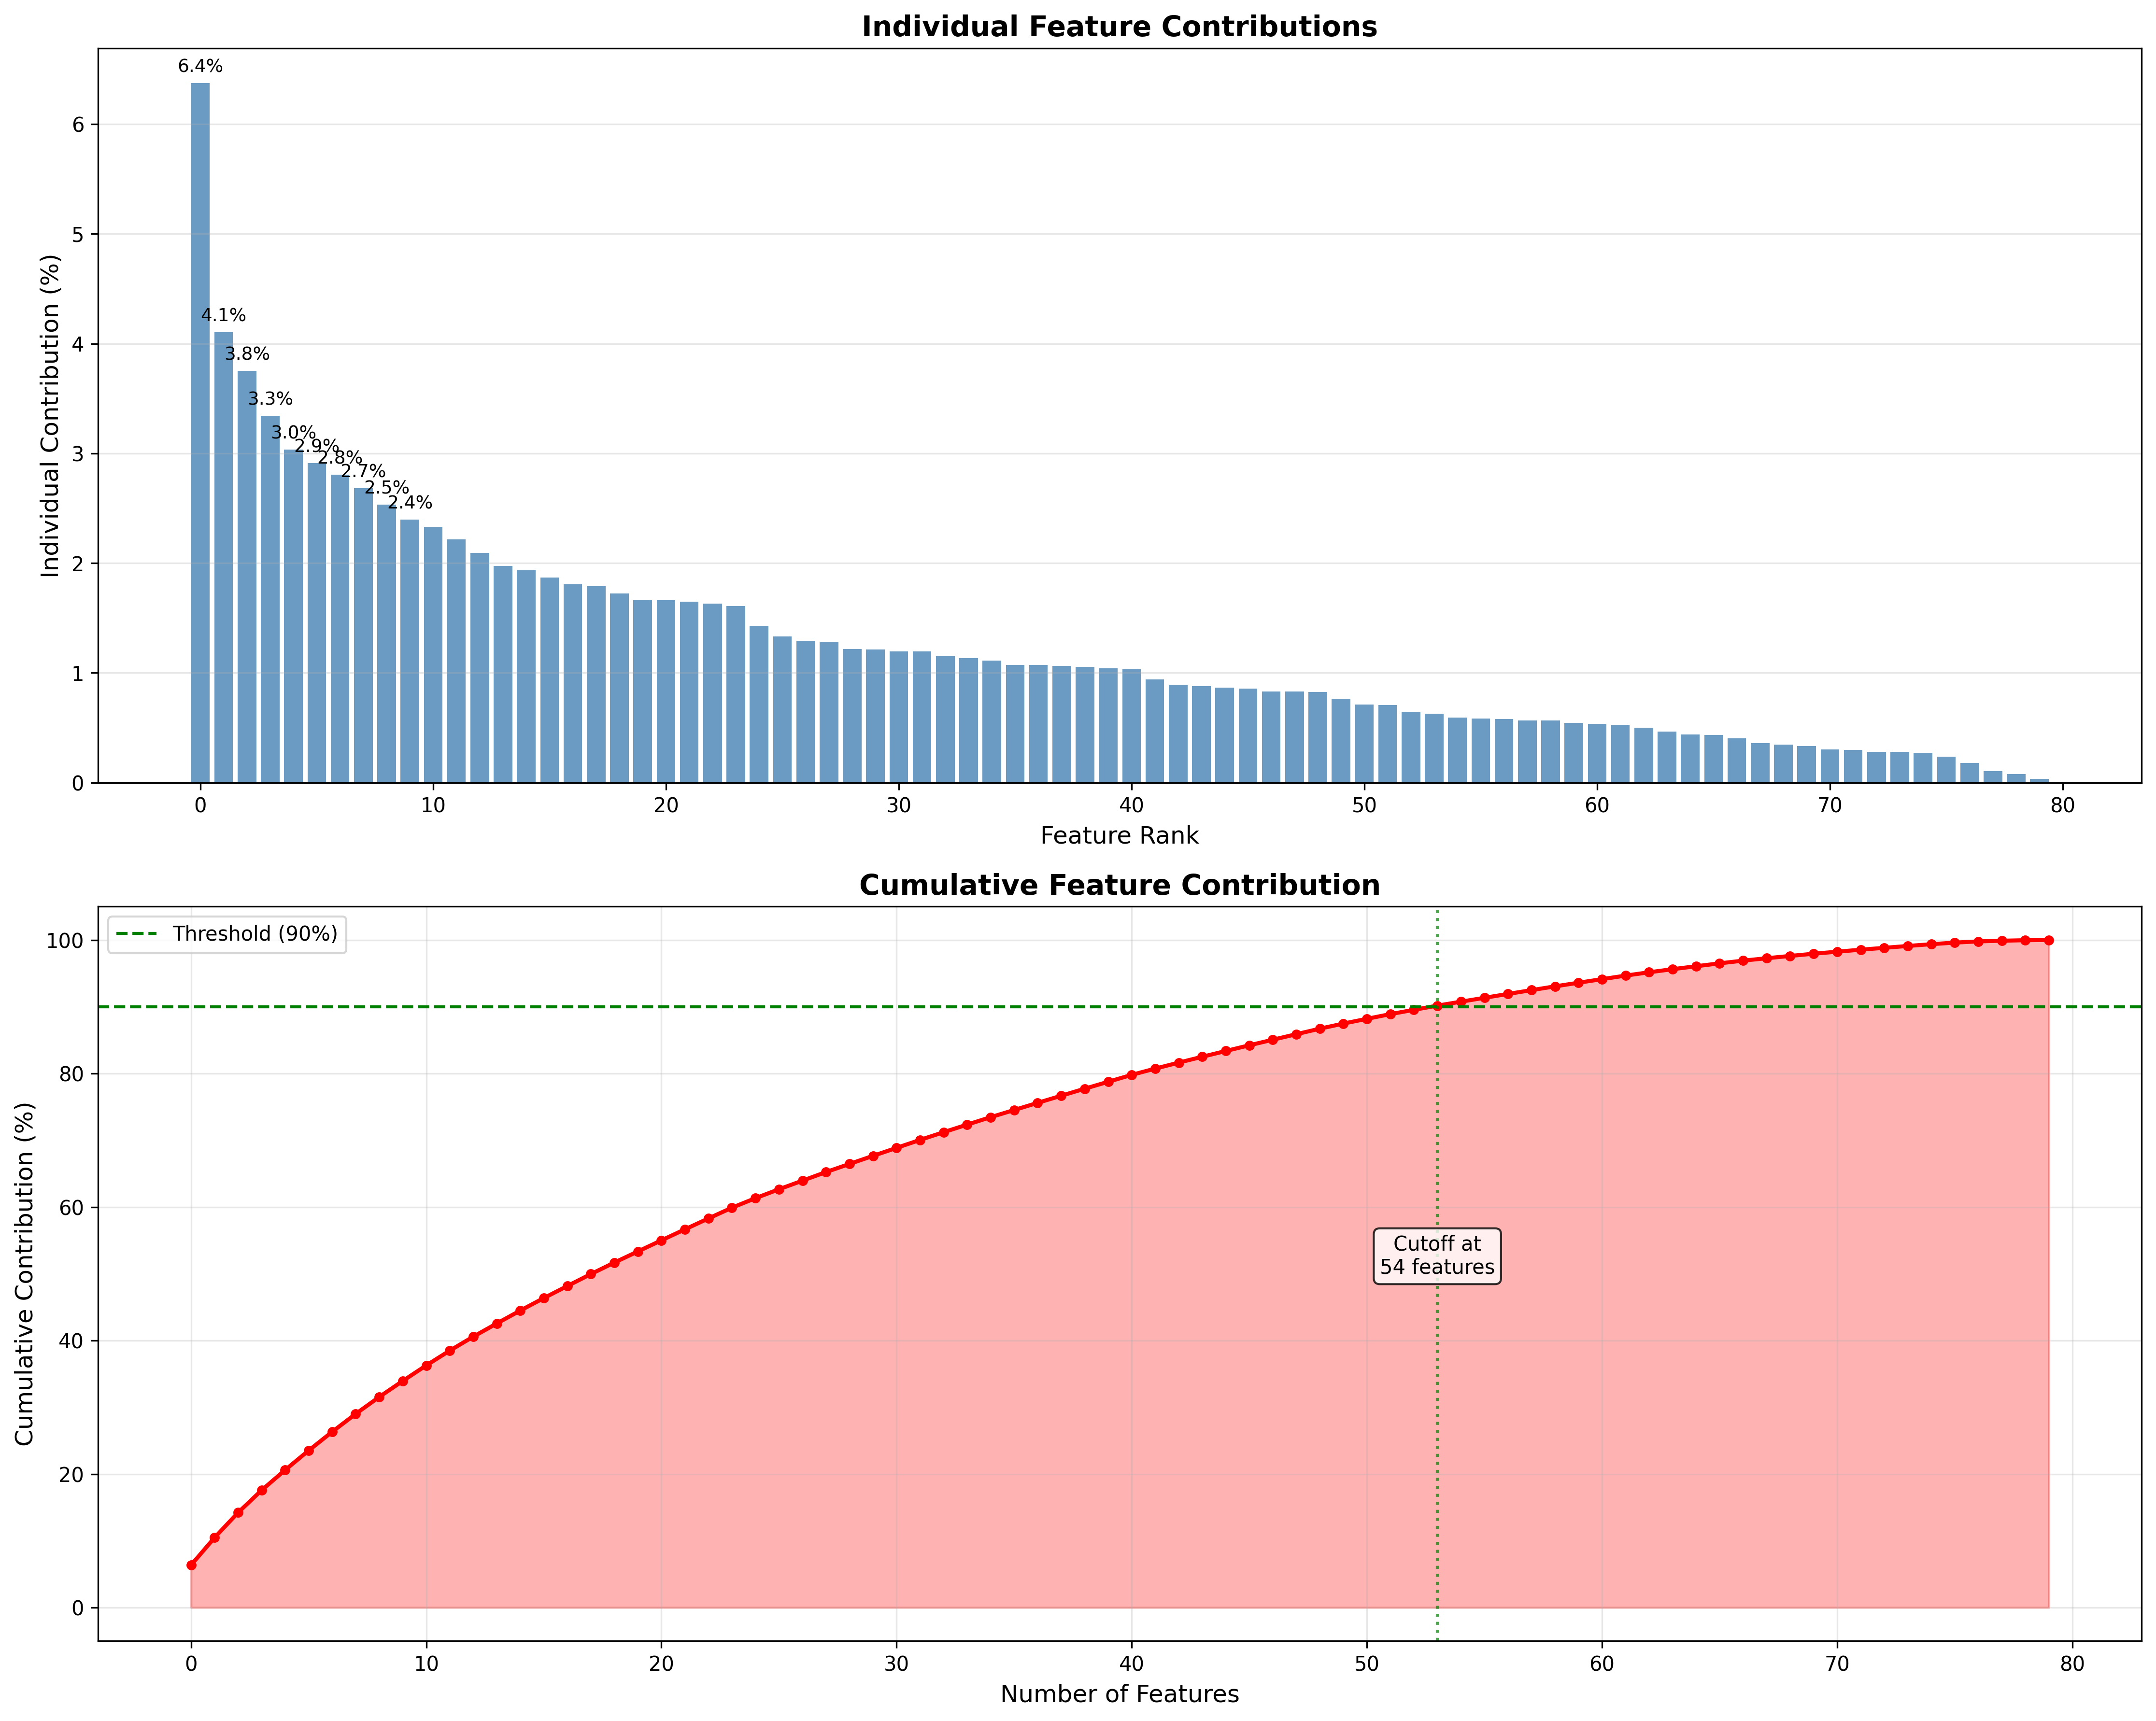 Individual Feature Contributions
6.4%
4.1%
3.8%
3.3%
3.0%
2.9%
2.8%
2.7%
2.5%
2.4%
Individual Contribution (%)
6
5
4
3
2
1
0
0 10 20 30 40 50 60 70 80
Feature Rank
Cumulative Feature Contribution
Threshold (90%)
Cumulative Contribution (%)
100
80
60
40
20
0
Cutoff at
54 features
0 10 20 30 40 50 60 70 80
Number of Features